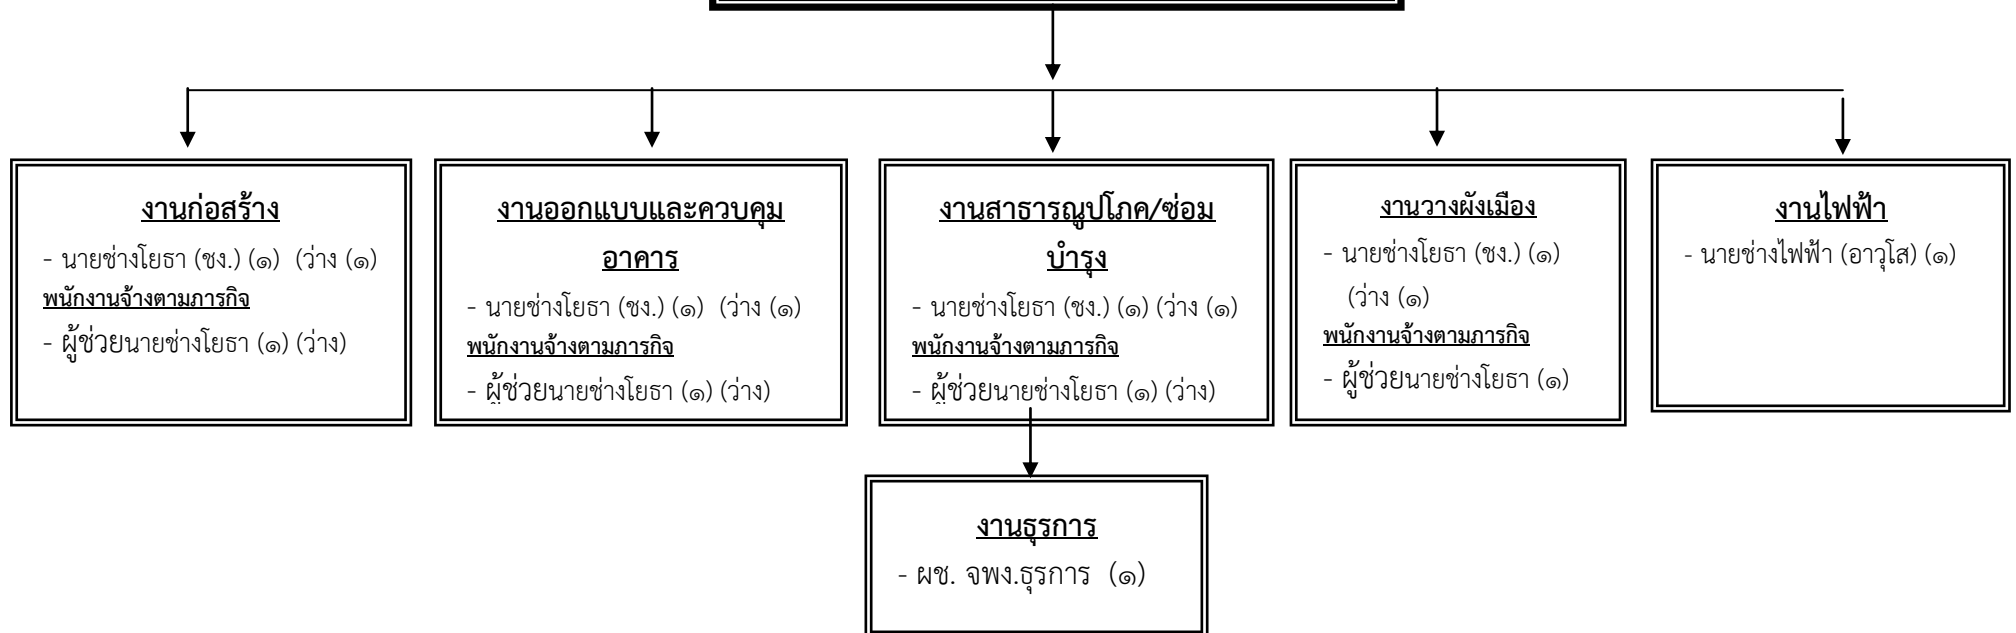 งานก่อสร้าง
- นายช่างโยธา (ชง.) (๑) (ว่าง (๑)
พนักงานจ้างตามภารกิจ
- ผู้ช่วยนายช่างโยธา (๑) (ว่าง)
งานออกแบบและควบคุม
อาคาร
- นายช่างโยธา (ชง.) (๑) (ว่าง (๑)
พนักงานจ้างตามภารกิจ
- ผู้ช่วยนายช่างโยธา (๑) (ว่าง)
งานสาธารณูปโภค/ซ่อม
บำรุง
- นายช่างโยธา (ชง.) (๑) (ว่าง (๑)
พนักงานจ้างตามภารกิจ
- ผู้ช่วยนายช่างโยธา (๑) (ว่าง)
งานวางผังเมือง
- นายช่างโยธา (ชง.) (๑)
(ว่าง (๑)
พนักงานจ้างตามภารกิจ
- ผู้ช่วยนายช่างโยธา (๑)
งานไฟฟ้า
- นายช่างไฟฟ้า (อาวุโส) (๑)
งานธุรการ
- ผช. จพง.ธุรการ (๑)